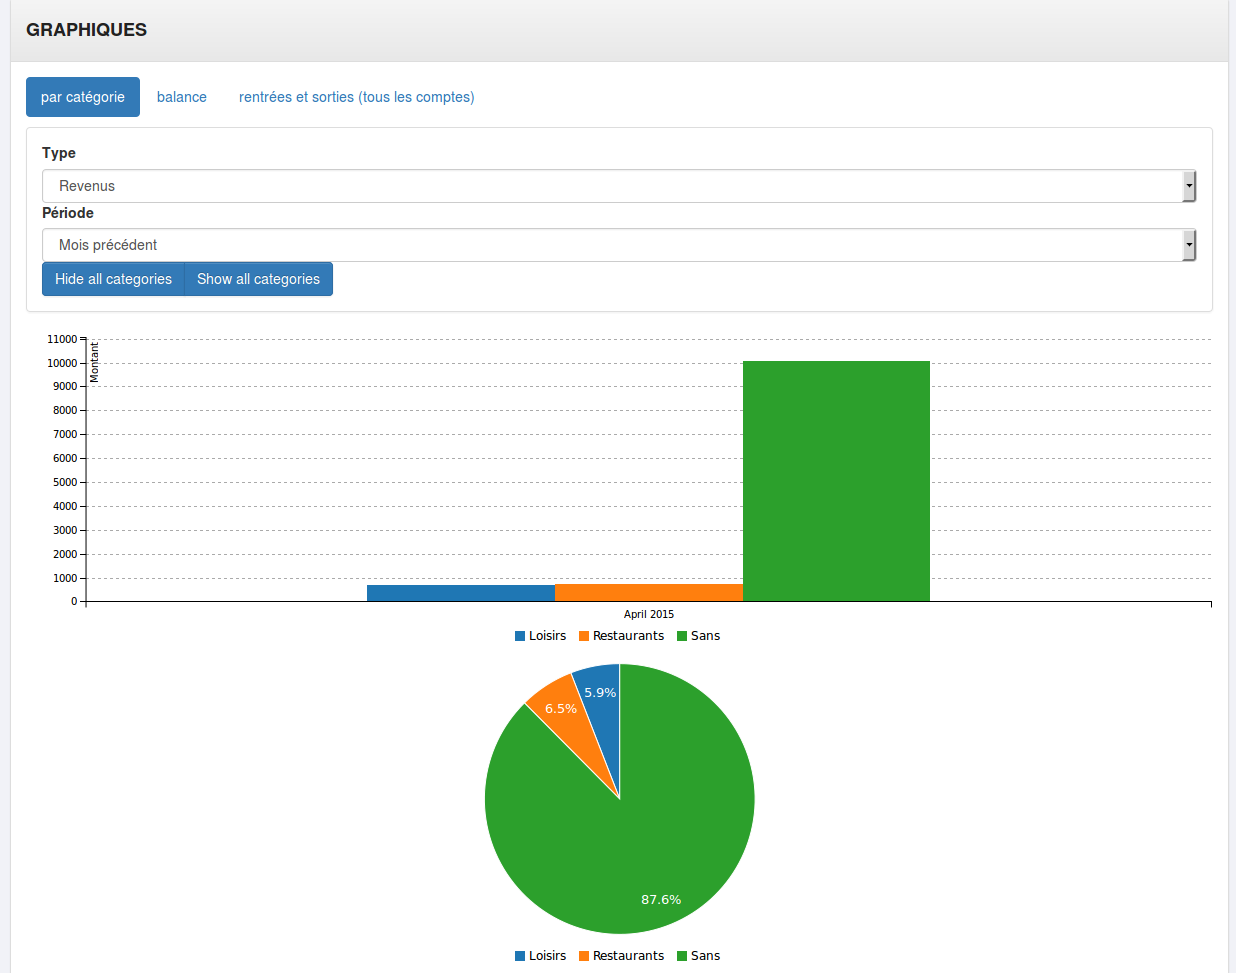 GRAPHIQUES
par catégorie balance rentrées et sorties (tous les comptes)
Type
Revenus
Période
Mois précédent
Hide all categories Show all categories
11000
Montant
10000
9000
8000
7000
6000
5000
4000
3000
2000
1000
0
April 2015
Loisirs Restaurants Sans
5.9%
6.5%
87.6%
Loisirs Restaurants Sans